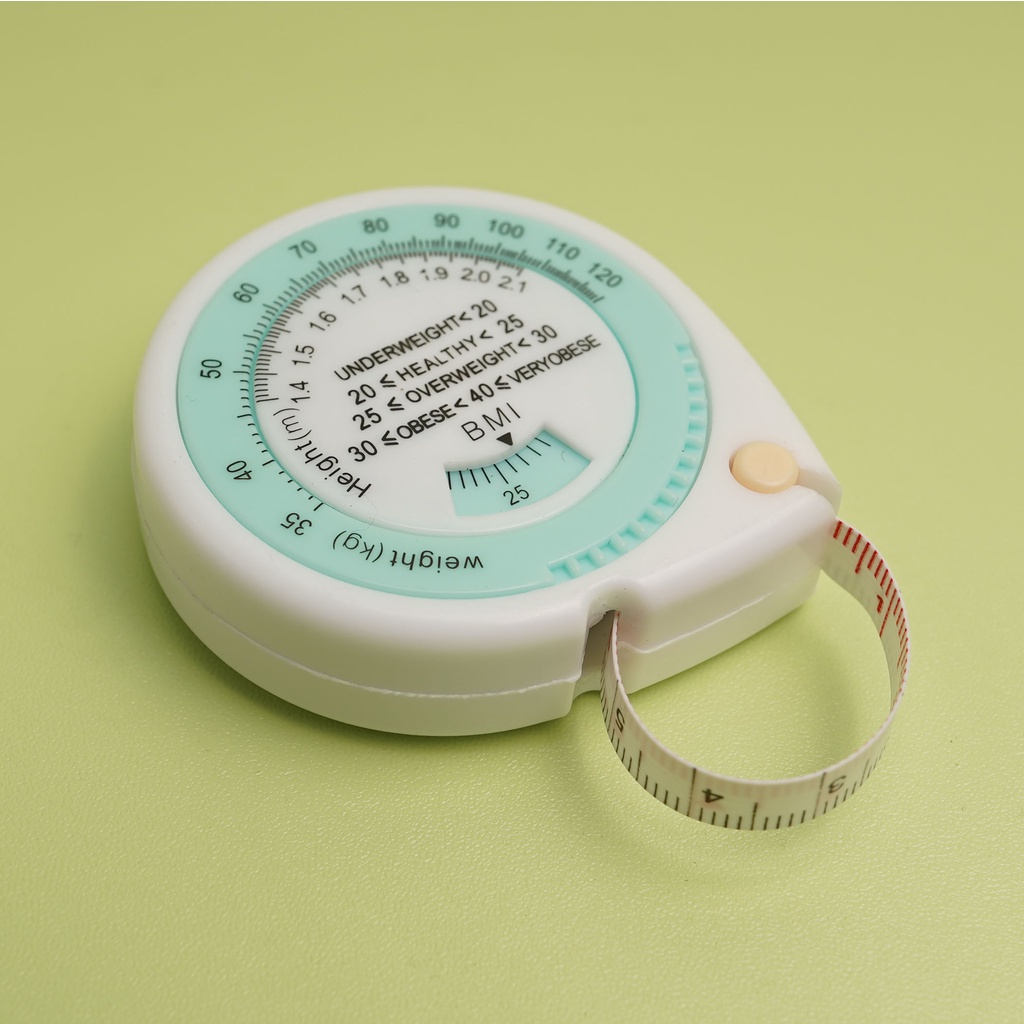 35 40 50 60 70 80 90 100 110 120
weight (kg)
1.4 1.5 1.6 1.7 1.8 1.9 2.0 2.1
Height(m)
UNDERWEIGHT< 20
20 ≤ HEALTHY < 25
25 ≤ OVERWEIGHT< 30
30 ≤OBESE< 40≤VERYOBESE
BMI
25
5 4 3